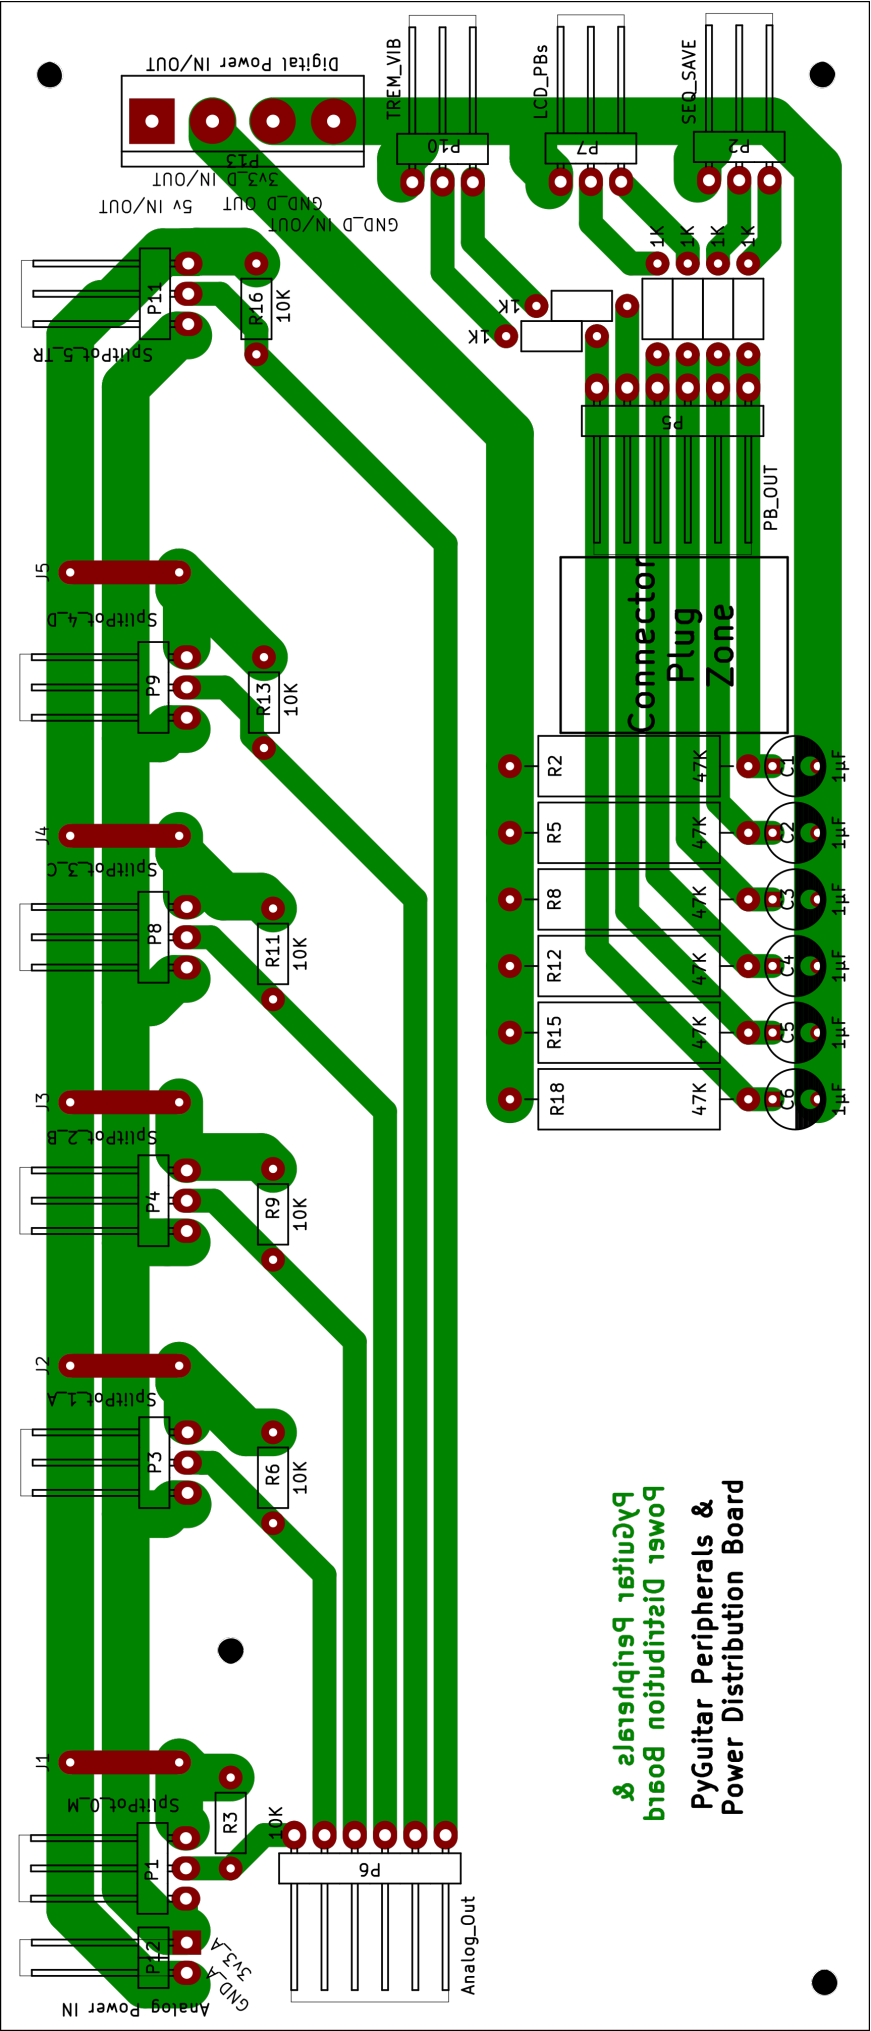 Digital Power IN/OUT
TREM_VIB
LCD_PBs
SEQ_SAVE
P13
P10
P7
P2
3v3_D IN/OUT
5v IN/OUT
GND_D OUT
GND_D IN/OUT
1K
1K
1K
1K
P11
R16
10K
1K
1K
SplitPot_5_TR
P5
PB_OUT
J5
SplitPot_4_D
P9
R13
10K
Connector
Plug
Zone
R2
47K
C1
1µF
J4
R5
47K
C2
1µF
SplitPot_3_C
P8
R11
10K
R8
47K
C3
1µF
R12
47K
C4
1µF
R15
47K
C5
1µF
J3
R18
47K
C6
1µF
SplitPot_2_B
P4
R9
10K
J2
SplitPot_1_A
P3
R6
10K
PyGuitar Peripherals &
Power Distribution Board
PyGuitar Peripherals &
Power Distribution Board
J1
SplitPot_0_M
R3
10K
P1
P6
Analog_Out
P12
3v3_A
GND_A
Analog Power IN